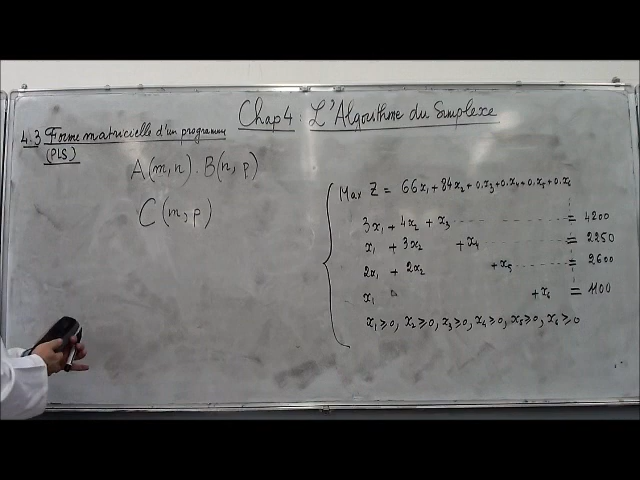 Chap 4 : L'Algorithme du Simplexe
4.3 Forme matricielle d'un programme
(PLS)
A(m,n) . B(n,p)
C(m,p)
Max Z = 66x₁ + 84x₂ + 0.x₃ + 0.x₄ + 0.x₅ + 0.x₆
3x₁ + 4x₂ + x₃ = 4200
x₁ + 3x₂ + x₄ = 2250
2x₁ + 2x₂ + x₅ = 2600
x₁ + x₆ = 1100
x₁ ≥ 0, x₂ ≥ 0, x₃ ≥ 0, x₄ ≥ 0, x₅ ≥ 0, x₆ ≥ 0